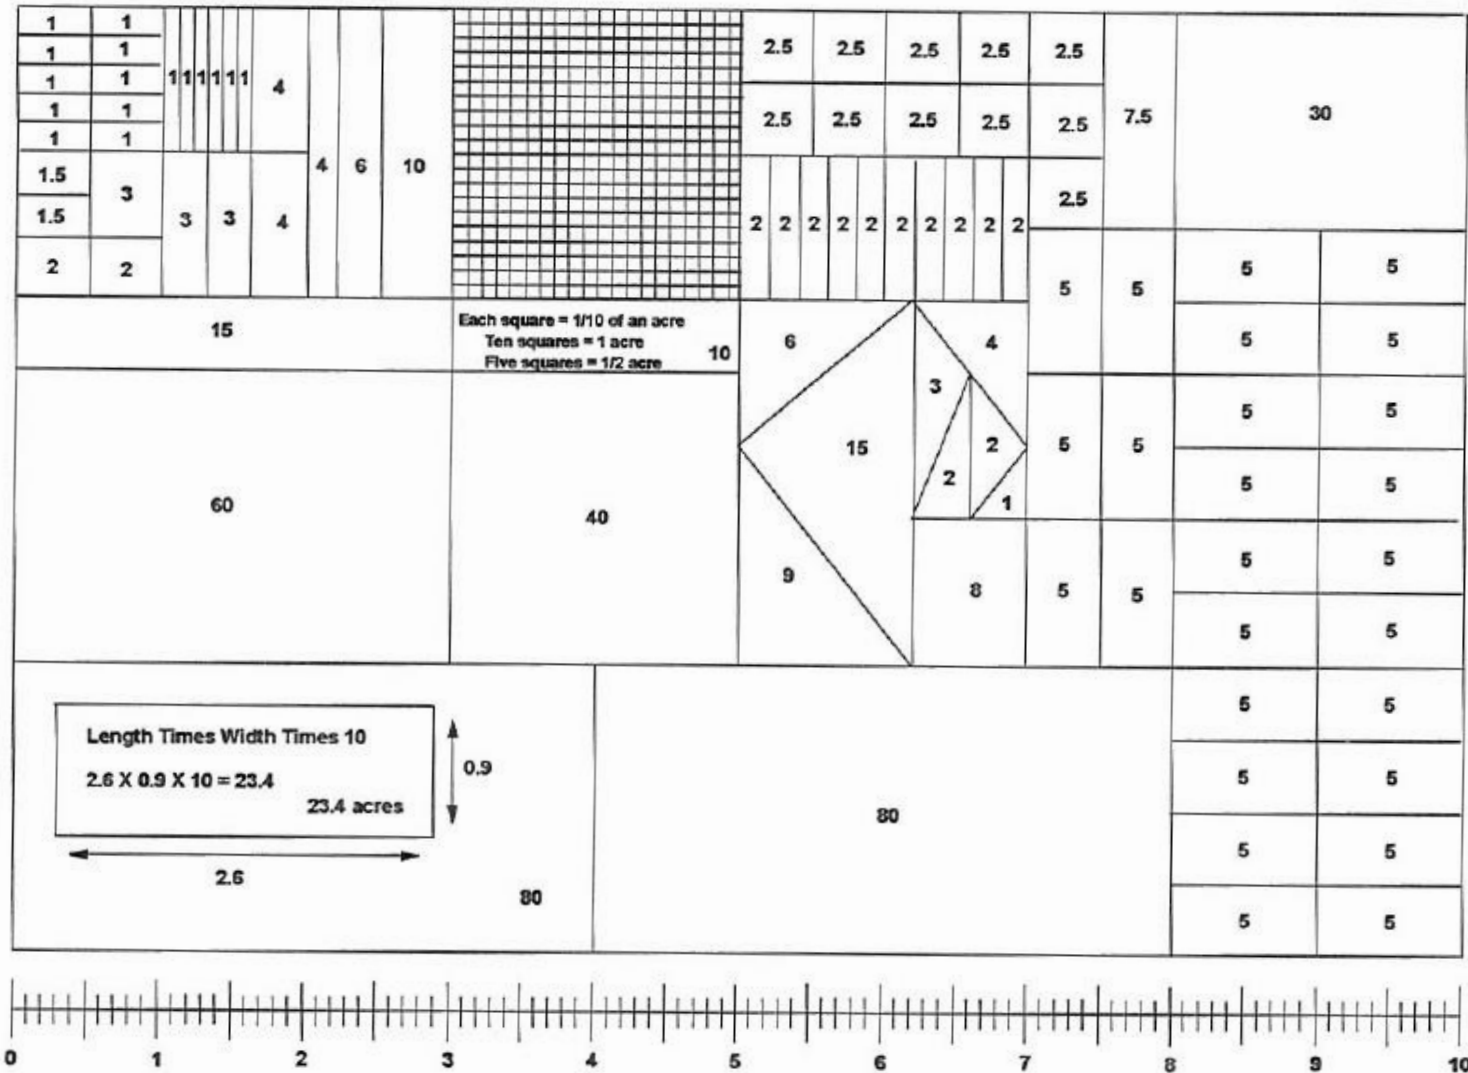 1 1
1 1 2.5 2.5 2.5 2.5 2.5
1 1 1 1 1 1 1 1 4
1 1 2.5 2.5 2.5 2.5 2.5 7.5 30
1 1
1.5 4 6 10
3 2.5
1.5 3 3 4 2 2 2 2 2 2 2 2 2 2
2 2 5 5
5 5
15
Each square = 1/10 of an acre
Ten squares = 1 acre
Five squares = 1/2 acre
10
6 4 5 5
3 5 5
15 2 5 5
2 5 5
60 40 1
9 8 5 5 5 5
5 5
Length Times Width Times 10
2.6 X 0.9 X 10 = 23.4
23.4 acres
0.9
2.6
80
80
5 5
5 5
5 5
5 5
0 1 2 3 4 5 6 7 8 9 10